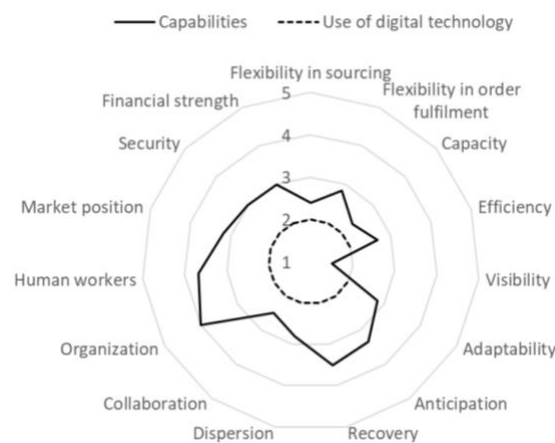 Capabilities
Use of digital technology
Flexibility in sourcing
Flexibility in order
fulfilment
Capacity
Efficiency
Visibility
Adaptability
Anticipation
Recovery
Dispersion
Collaboration
Organization
Human workers
Market position
Security
Financial strength
5
4
3
2
1